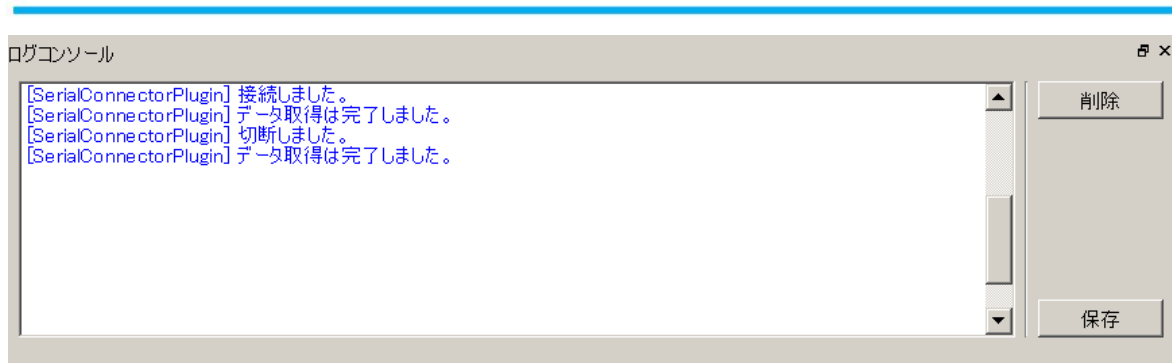 ログコンソール
[SerialConnectorPlugin] 接続しました。
[SerialConnectorPlugin] データ取得は完了しました。
[SerialConnectorPlugin] 切断しました。
[SerialConnectorPlugin] データ取得は完了しました。
削除
保存